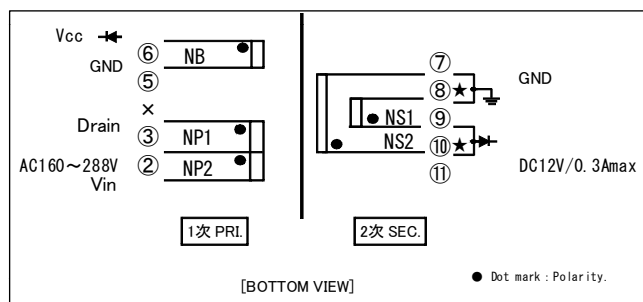 Vcc
⑥ NB
GND ⑤
×
Drain ③ NP1
AC160～288V ② NP2
Vin
1次 PRI.
⑦
GND
⑧★
NS1 ⑨
NS2 ⑩★
DC12V/0.3Amax
⑪
2次 SEC.
[BOTTOM VIEW]
● Dot mark : Polarity.